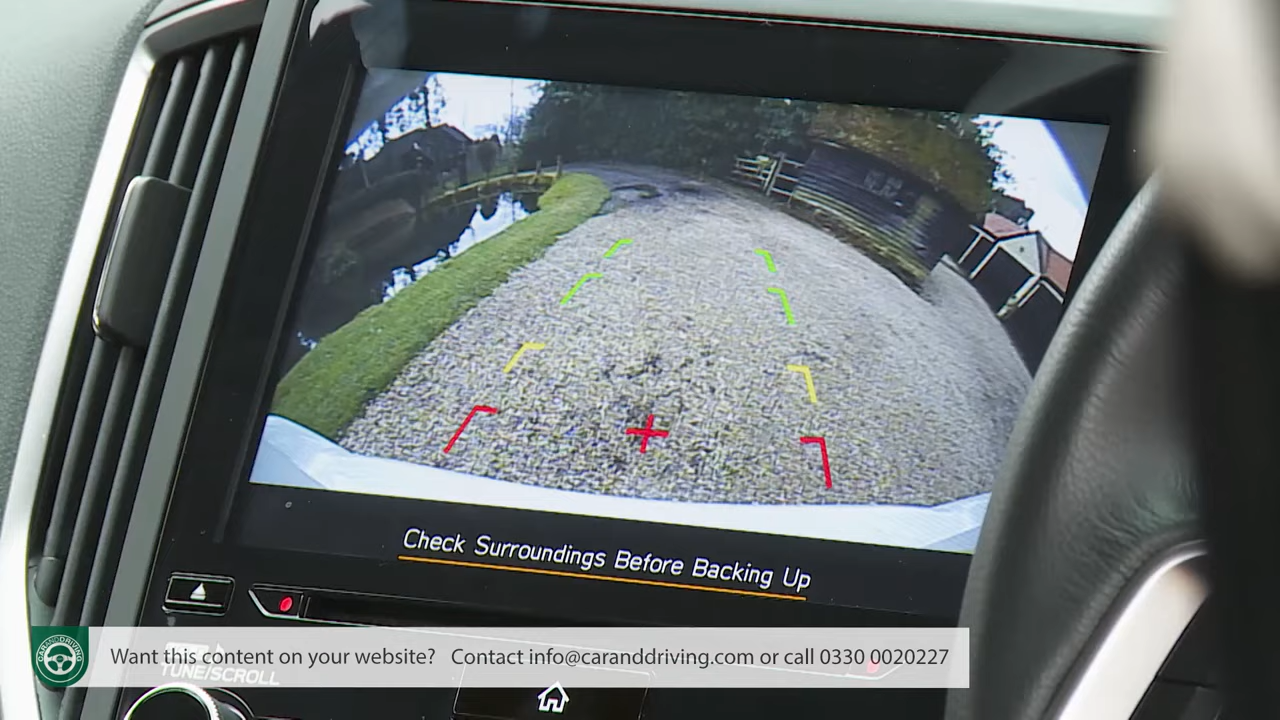 Check Surroundings Before Backing Up
CARANDDRIVING
Want this content on your website? Contact info@caranddriving.com or call 0330 0020227
TUNE/SCROLL